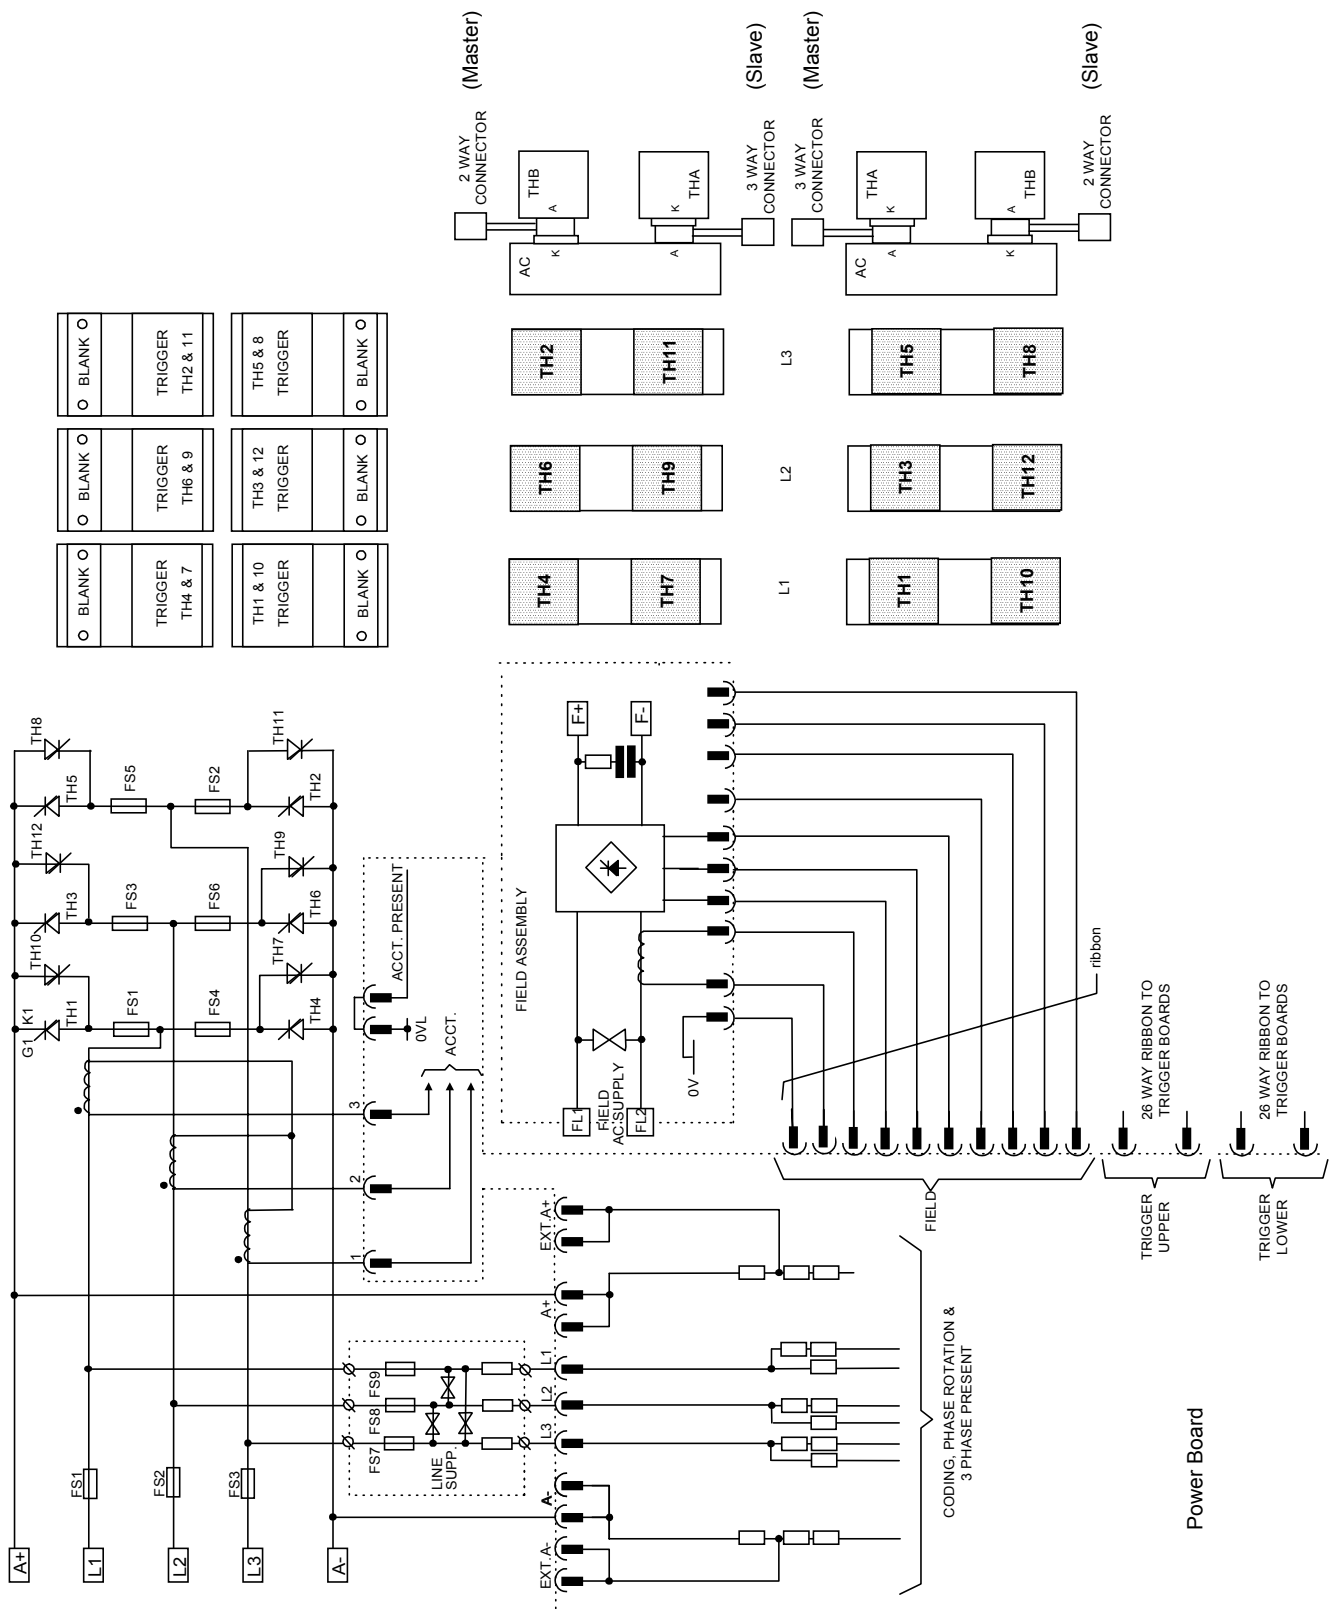 A+
L1
L2
L3
A-
FS1
FS2
FS3
G1
K1
TH1
TH10
TH3
TH12
TH5
TH8
FS1
FS3
FS5
FS4
FS6
FS2
TH4
TH7
TH6
TH9
TH2
TH11
FS9
FS8
FS7
LINE
SUPP.
1
2
3
ACCT.
0VL
ACCT. PRESENT
EXT.A-
A-
L3
L2
L1
A+
EXT.A+
CODING, PHASE ROTATION &
3 PHASE PRESENT
FIELD ASSEMBLY
FL1
FL2
FIELD
AC SUPPLY
F+
F-
0V
ribbon
FIELD
TRIGGER
UPPER
TRIGGER
LOWER
26 WAY RIBBON TO
TRIGGER BOARDS
26 WAY RIBBON TO
TRIGGER BOARDS
BLANK
TRIGGER
TH4 & 7
BLANK
TRIGGER
TH6 & 9
BLANK
TRIGGER
TH2 & 11
TH1 & 10
TRIGGER
BLANK
TH3 & 12
TRIGGER
BLANK
TH5 & 8
TRIGGER
BLANK
TH4
TH6
TH2
TH7
TH9
TH11
L1
L2
L3
TH1
TH3
TH5
TH10
TH12
TH8
AC
K
A
THB
A
K
THA
2 WAY
CONNECTOR
(Master)
3 WAY
CONNECTOR
(Slave)
AC
A
K
THA
K
A
THB
3 WAY
CONNECTOR
(Master)
2 WAY
CONNECTOR
(Slave)
Power Board